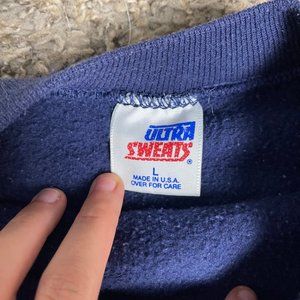 ULTRA
SWEATS
L
MADE IN U.S.A.
OVER FOR CARE